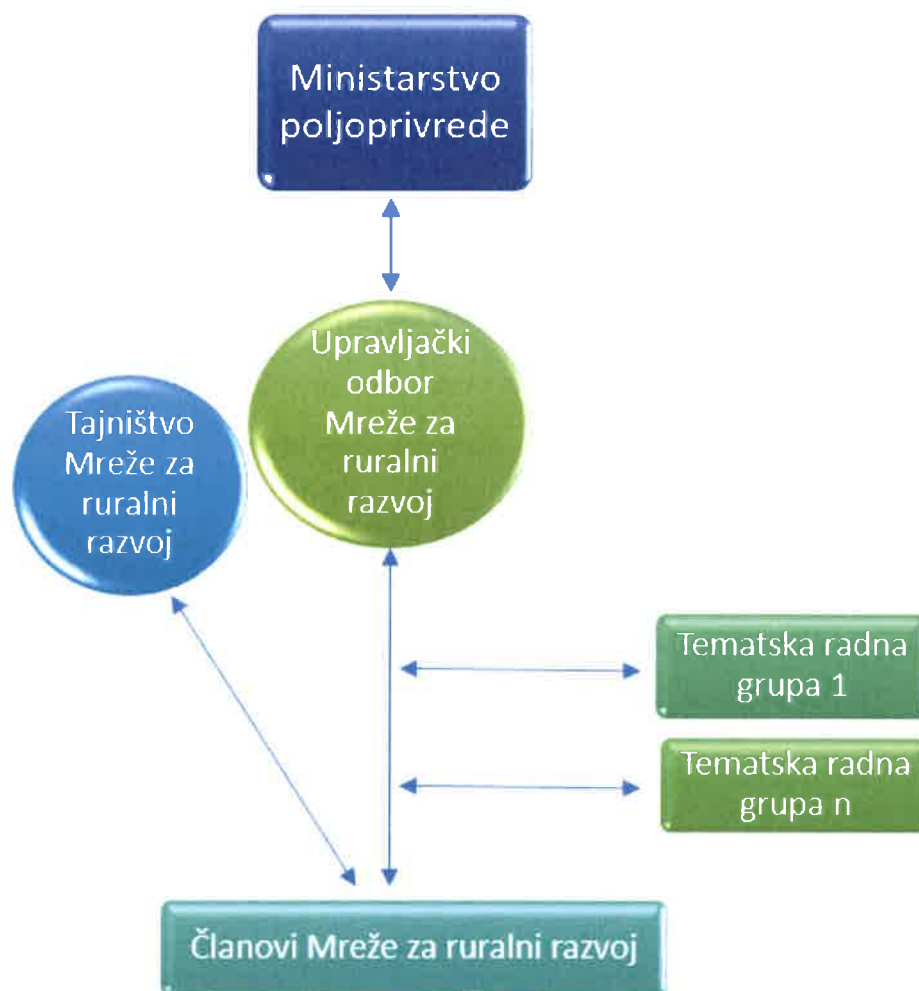 Ministarstvo
poljoprivrede
Upravljački
odbor
Mreže za
ruralni
razvoj
Tajništvo
Mreže za
ruralni
razvoj
Tematska radna
grupa 1
Tematska radna
grupa n
Članovi Mreže za ruralni razvoj